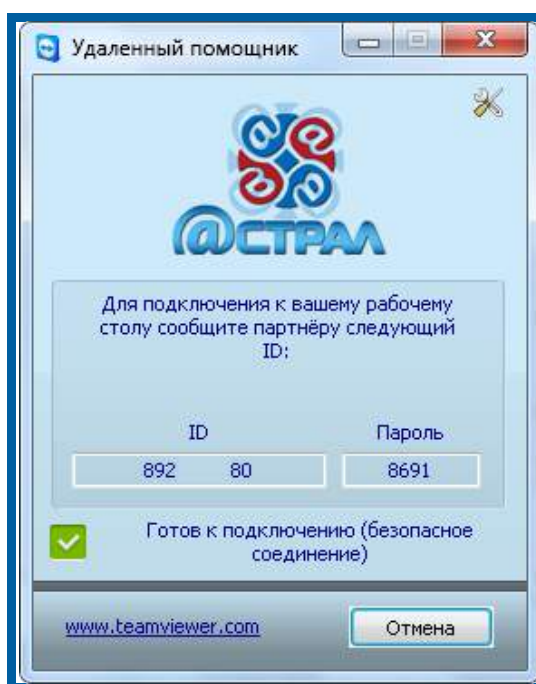 Удаленный помощник
@СТРАЛ
Для подключения к вашему рабочему
столу сообщите партнёру следующий
ID:
ID Пароль
892 80 8691
Готов к подключению (безопасное
соединение)
www.teamviewer.com Отмена